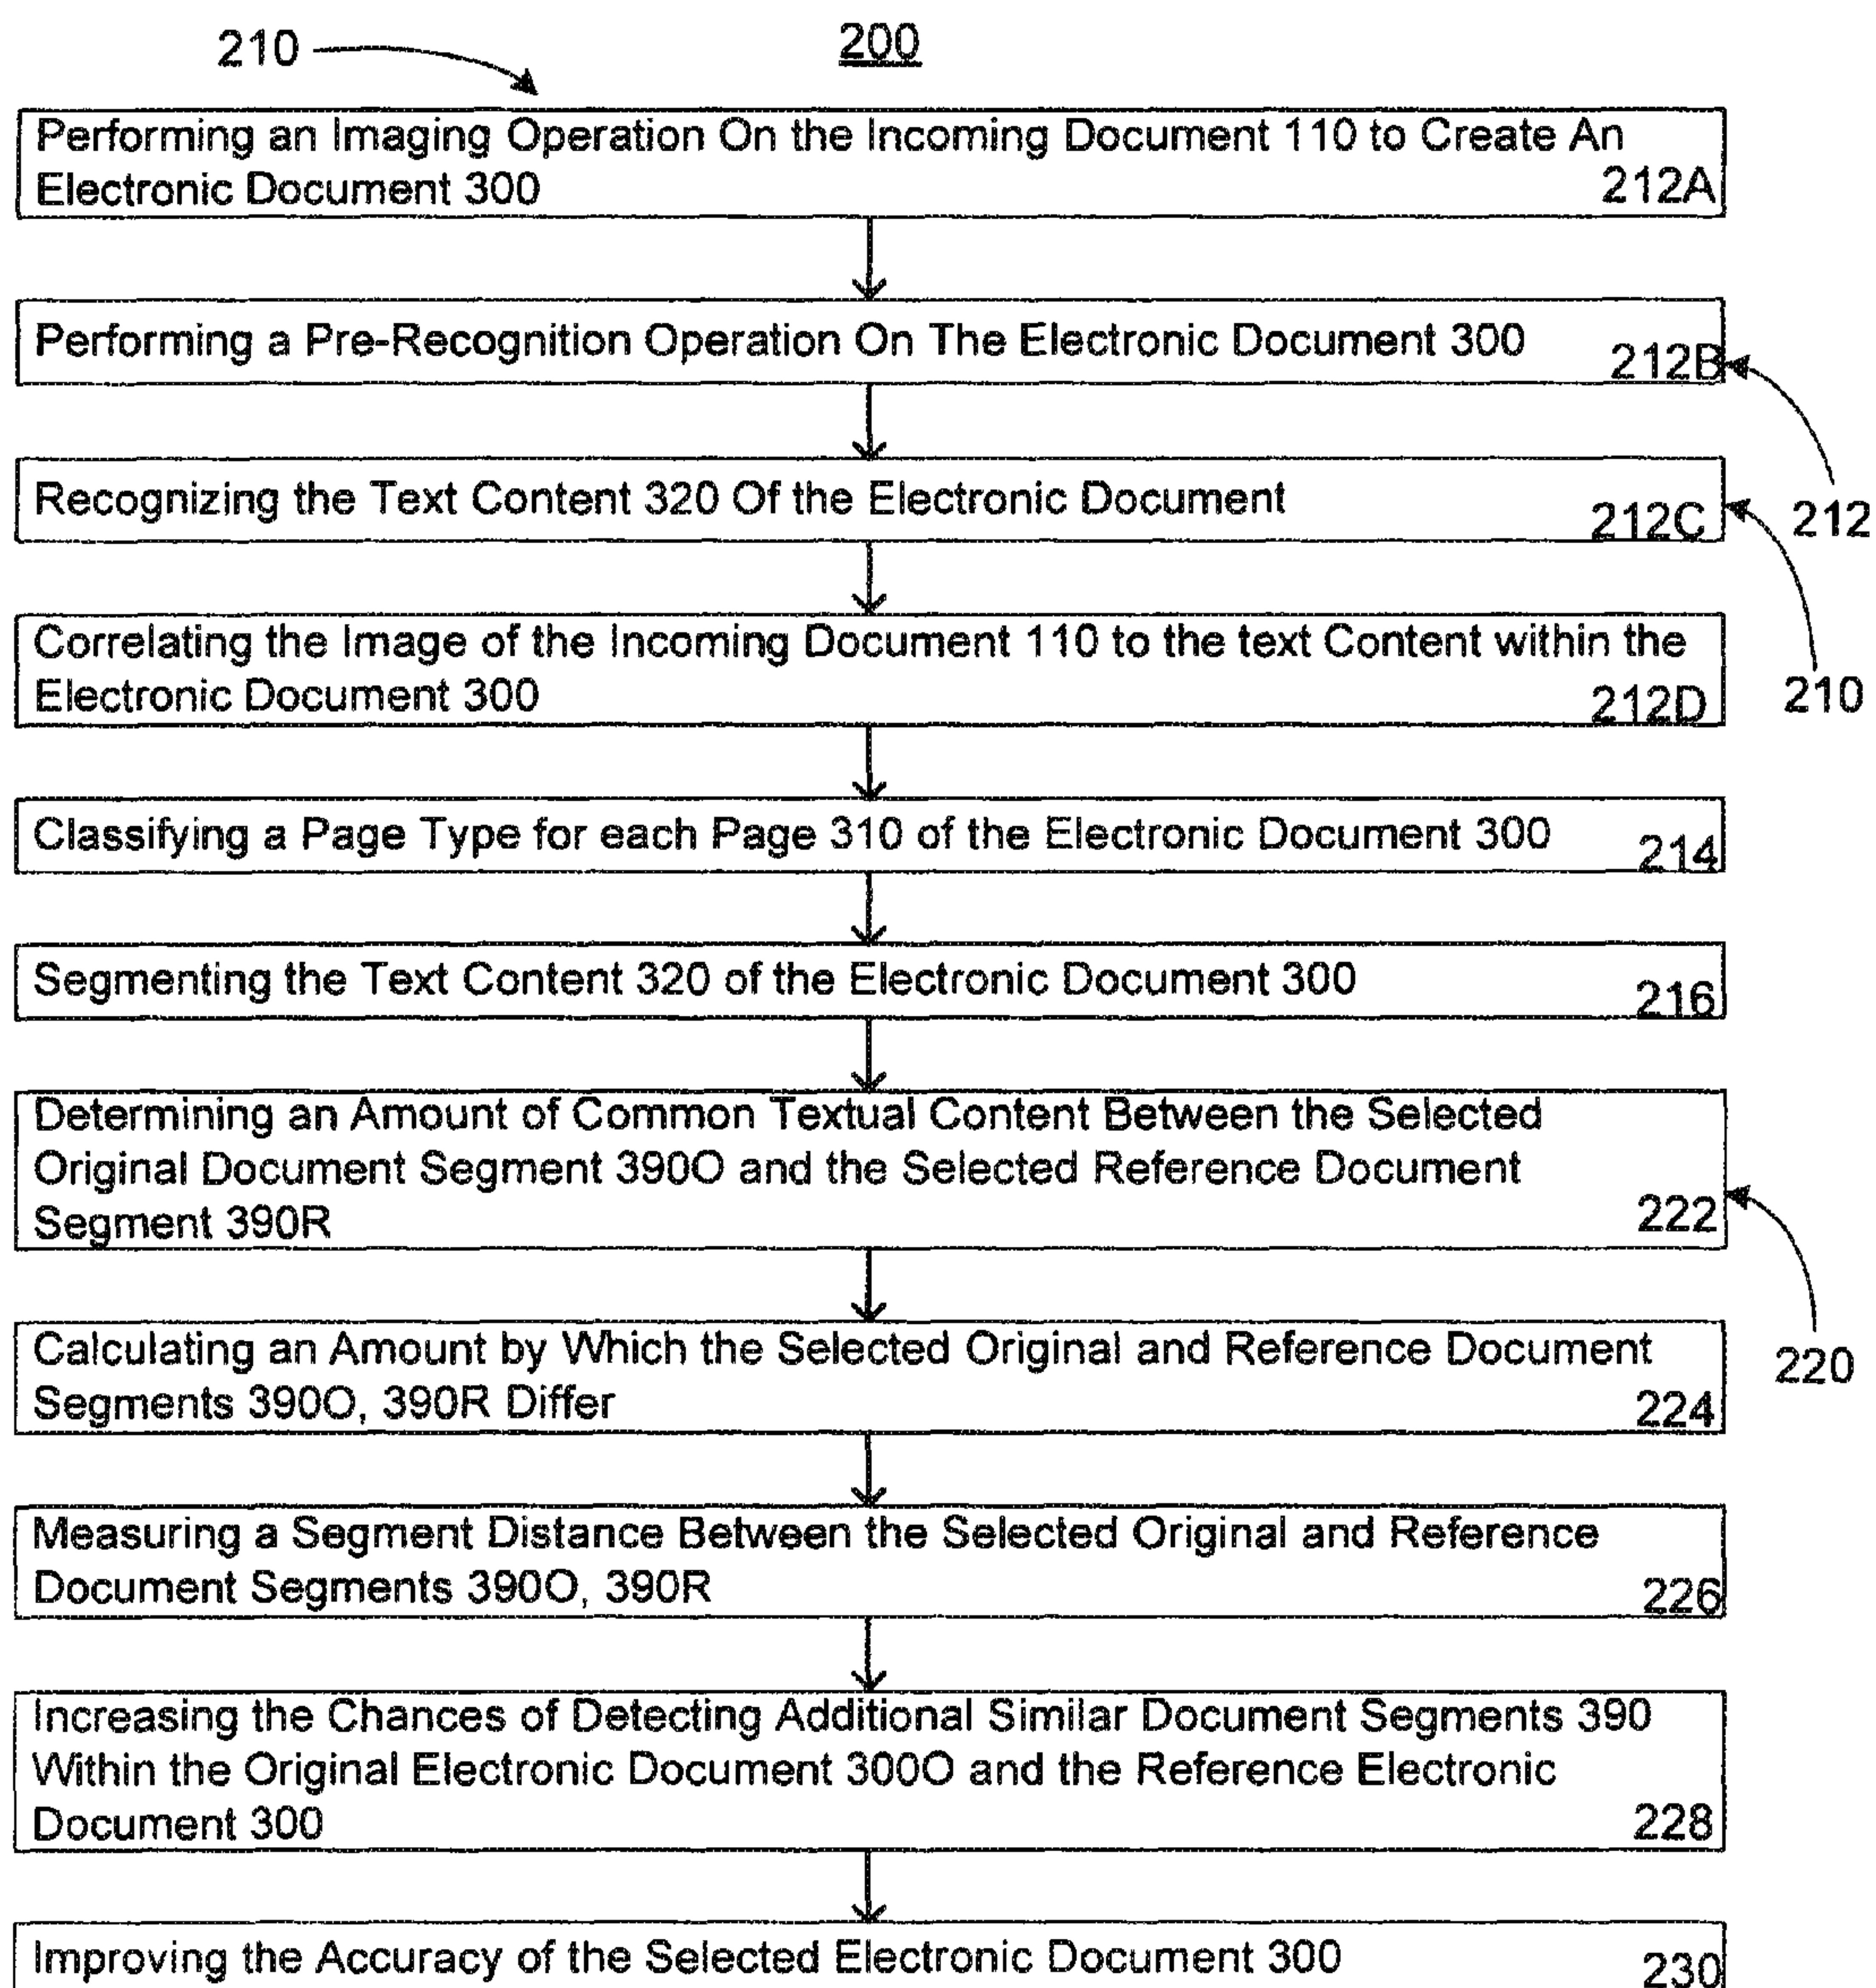 210
200
Performing an Imaging Operation On the Incoming Document 110 to Create An
Electronic Document 300
212A
Performing a Pre-Recognition Operation On The Electronic Document 300
212B
Recognizing the Text Content 320 Of the Electronic Document
212C
212
Correlating the Image of the Incoming Document 110 to the text Content within the
Electronic Document 300
212D
210
Classifying a Page Type for each Page 310 of the Electronic Document 300
214
Segmenting the Text Content 320 of the Electronic Document 300
216
Determining an Amount of Common Textual Content Between the Selected
Original Document Segment 390O and the Selected Reference Document
Segment 390R
222
Calculating an Amount by Which the Selected Original and Reference Document
Segments 390O, 390R Differ
224
220
Measuring a Segment Distance Between the Selected Original and Reference
Document Segments 390O, 390R
226
Increasing the Chances of Detecting Additional Similar Document Segments 390
Within the Original Electronic Document 300O and the Reference Electronic
Document 300
228
Improving the Accuracy of the Selected Electronic Document 300
230